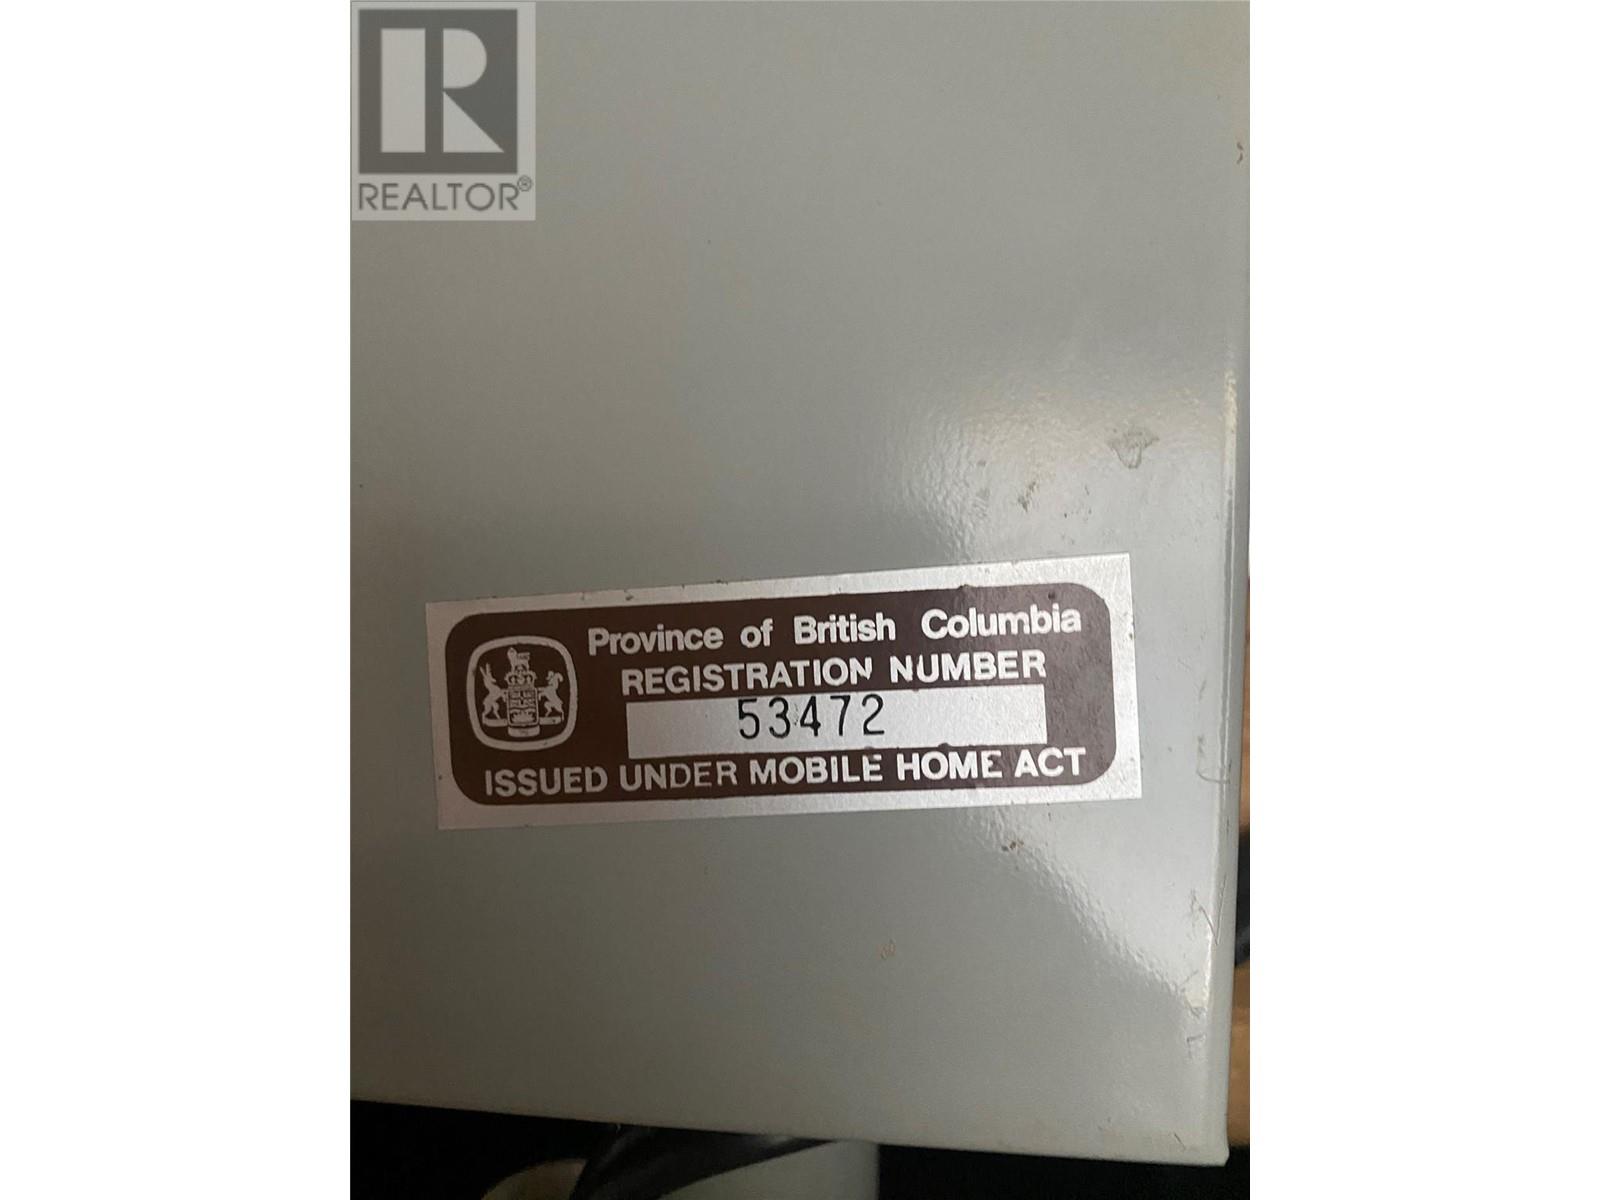 R
REALTOR®
Province of British Columbia
REGISTRATION NUMBER
53472
ISSUED UNDER MOBILE HOME ACT